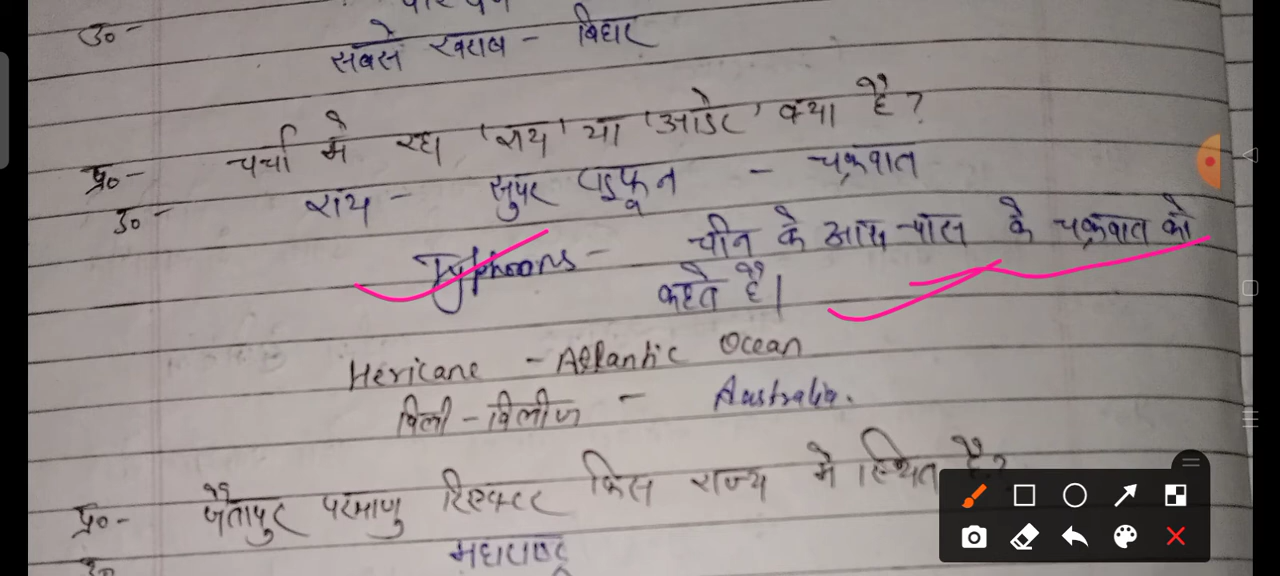 उ०-
सबसे खराब - बिहार
प्र०- चर्चा मे रहा 'राय' या 'ओडेट' क्या है?
उ०- राय - सुपर टाइफून - चक्रवात
Typhoons - चीन के आस पास के चक्रवात को
कहते है।
Hericane - Atlantic Ocean
विली - विलीज - Australia.
प्र०- जैतापुर परमाणु रिएक्टर किस राज्य मे स्थित है?
उ० महाराष्ट्र